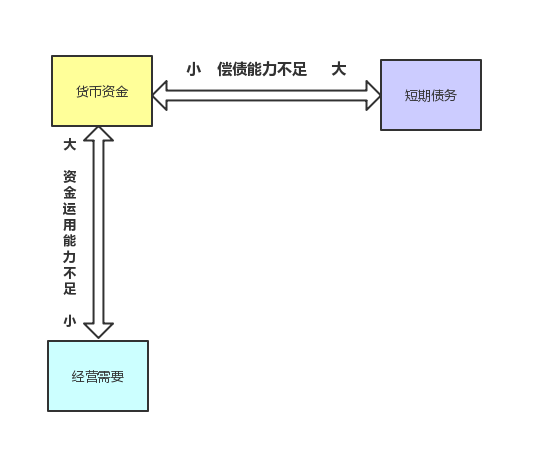 小 偿债能力不足 大
货币资金
短期债务
大 资金运用能力不足 小
经营需要